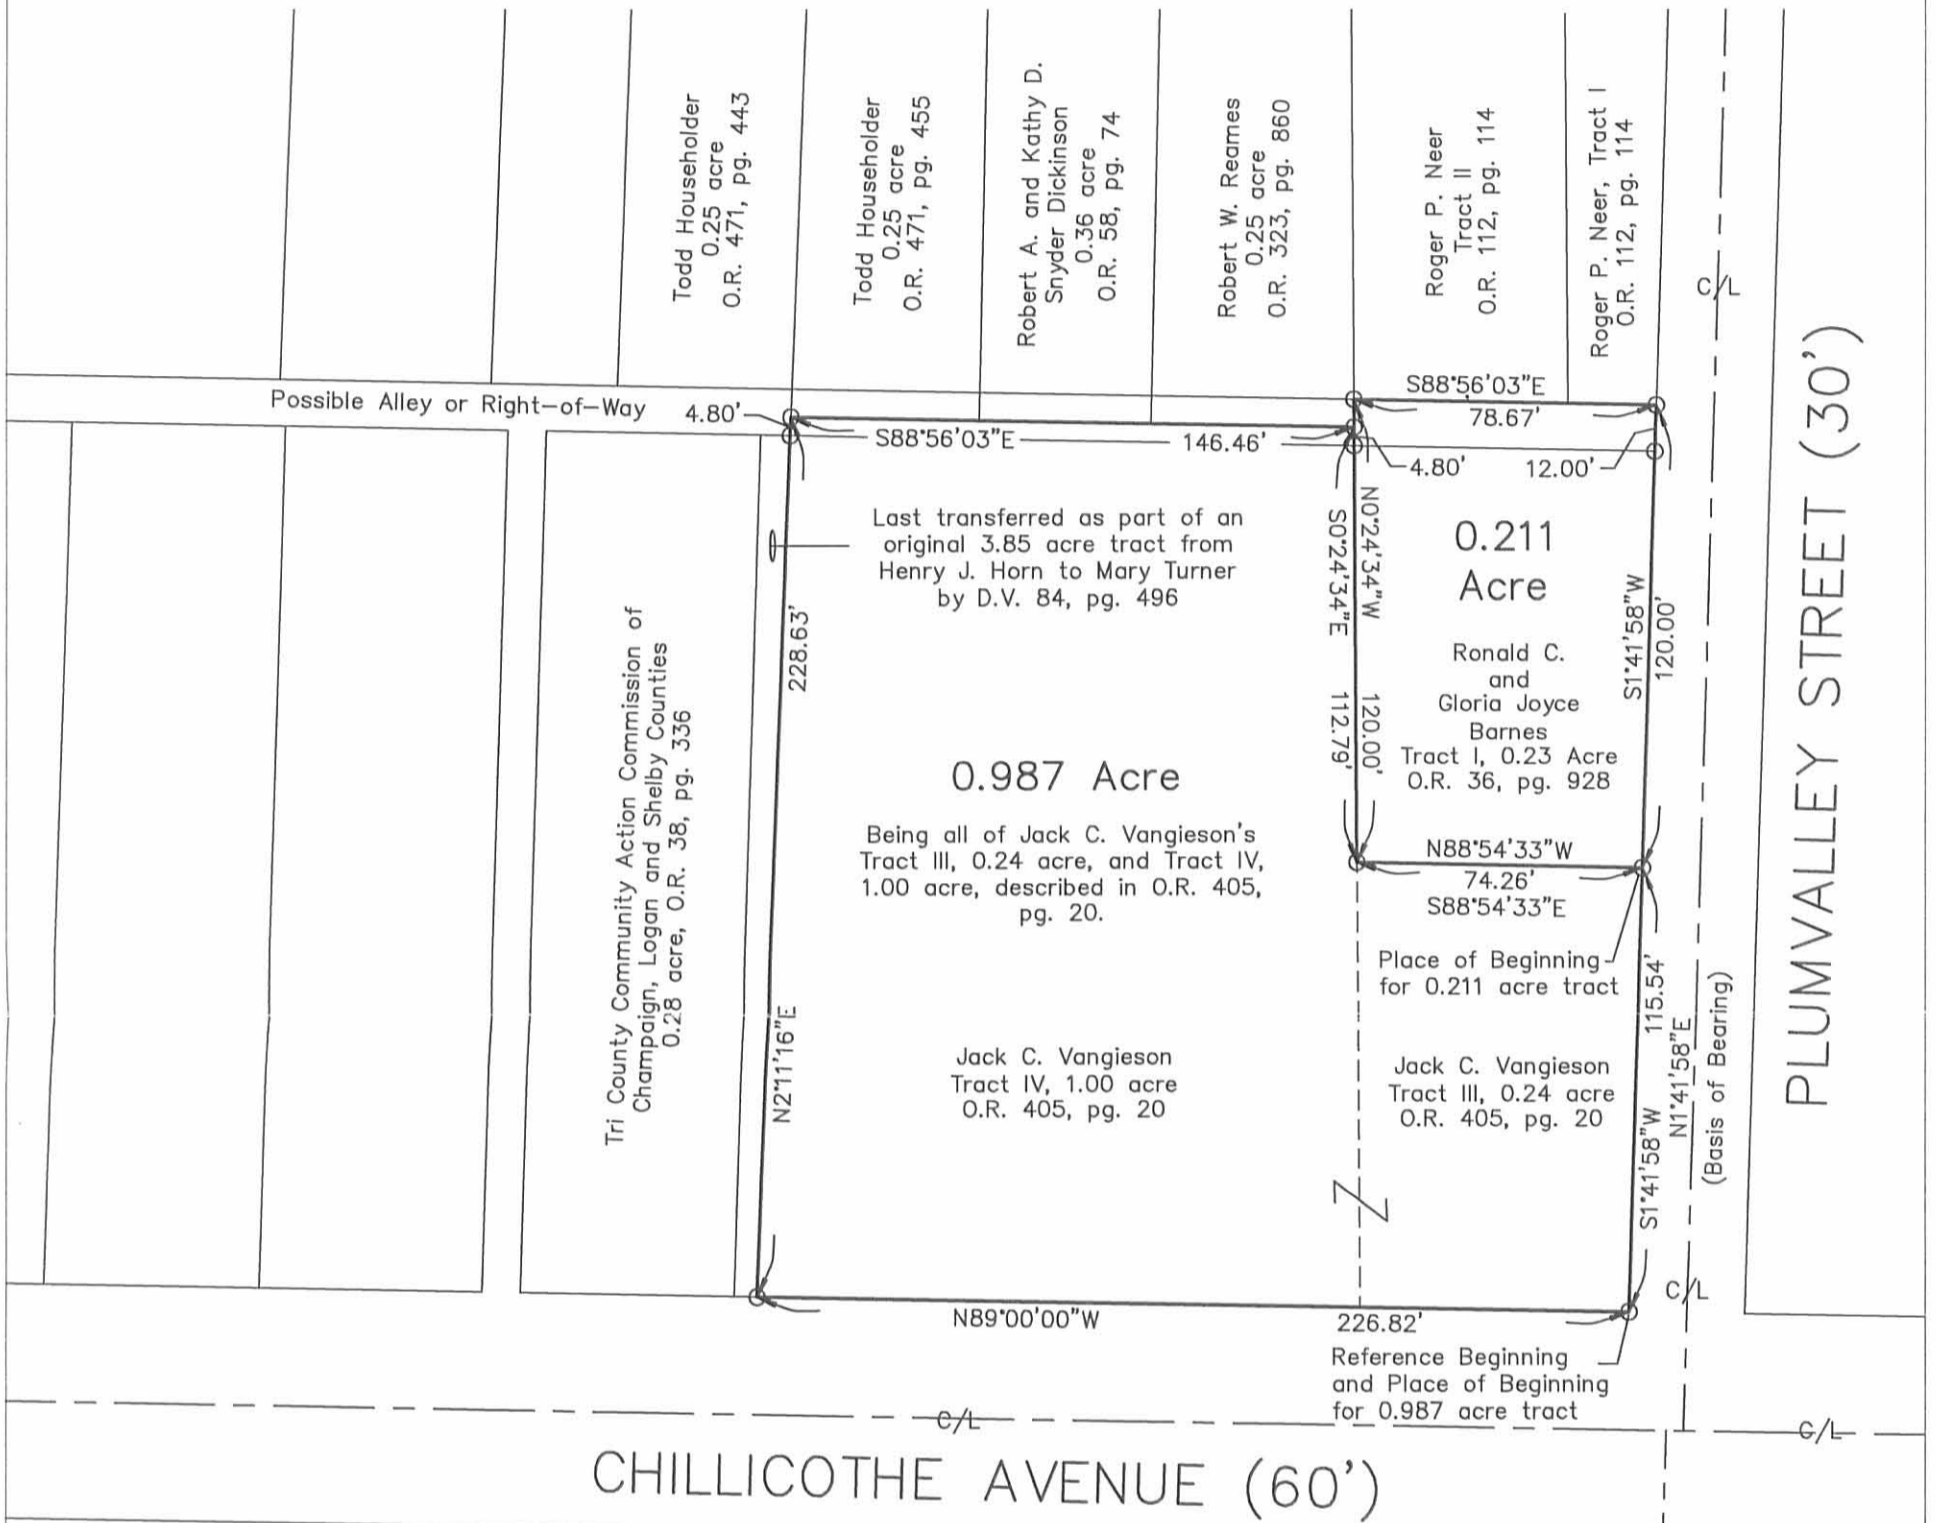 Todd Householder
0.25 acre
O.R. 471, pg. 443
Todd Householder
0.25 acre
O.R. 471, pg. 455
Robert A. and Kathy D.
Snyder Dickinson
0.36 acre
O.R. 58, pg. 74
Robert W. Reames
0.25 acre
O.R. 323, pg. 860
Roger P. Neer
Tract II
O.R. 112, pg. 114
Roger P. Neer, Tract I
O.R. 112, pg. 114
C/L
Possible Alley or Right-of-Way
4.80'
S88°56'03"E
146.46'
S88°56'03"E
78.67'
4.80'
12.00'
Last transferred as part of an
original 3.85 acre tract from
Henry J. Horn to Mary Turner
by D.V. 84, pg. 496
228.63'
N2°11'16"E
S0°24'34"E
112.79'
N0°24'34"W
120.00'
0.211
Acre
Ronald C.
and
Gloria Joyce
Barnes
Tract I, 0.23 Acre
O.R. 36, pg. 928
S1°41'58"W
120.00'
PLUMVALLEY STREET (30')
Tri County Community Action Commission of
Champaign, Logan and Shelby Counties
0.28 acre, O.R. 38, pg. 336
0.987 Acre
Being all of Jack C. Vangieson's
Tract III, 0.24 acre, and Tract IV,
1.00 acre, described in O.R. 405,
pg. 20.
N88°54'33"W
74.26'
S88°54'33"E
Place of Beginning
for 0.211 acre tract
Jack C. Vangieson
Tract IV, 1.00 acre
O.R. 405, pg. 20
Jack C. Vangieson
Tract III, 0.24 acre
O.R. 405, pg. 20
S1°41'58"W
115.54'
N1°41'58"E
(Basis of Bearing)
C/L
N89°00'00"W
226.82'
Reference Beginning
and Place of Beginning
for 0.987 acre tract
C/L
C/L
CHILLICOTHE AVENUE (60')